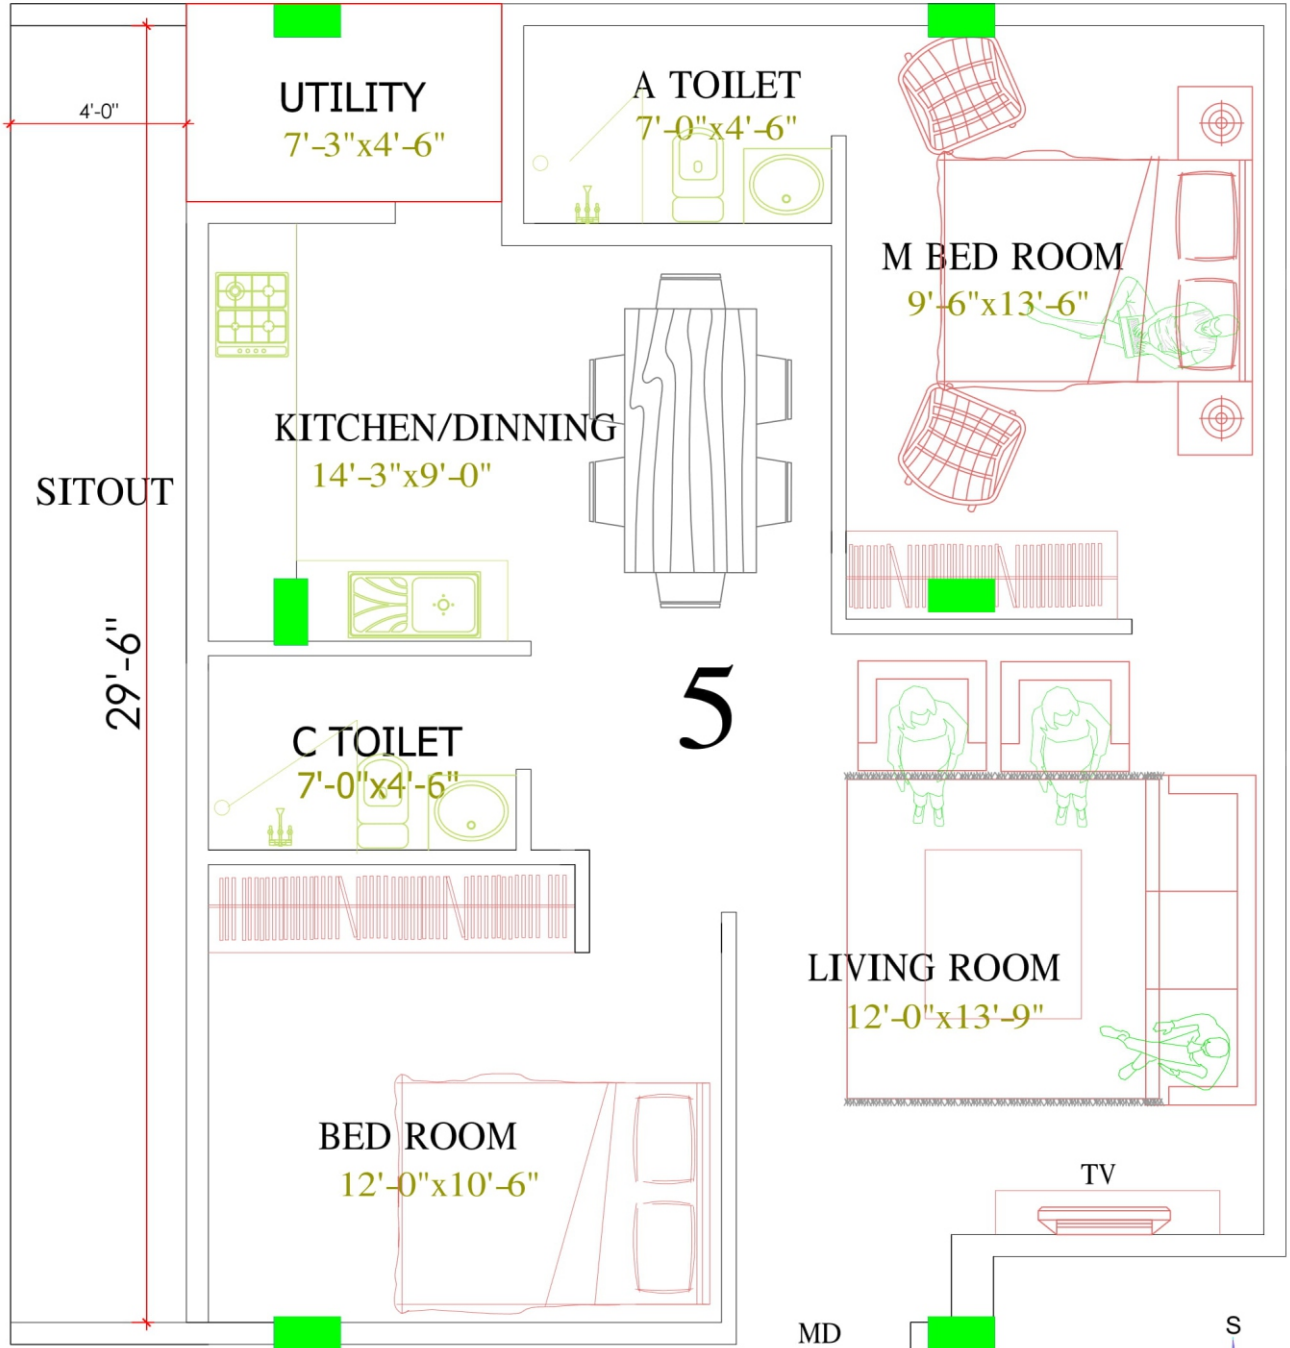 UTILITY
7'-3"x4'-6"
A TOILET
7'-0"x4'-6"
4'-0"
M BED ROOM
9'-6"x13'-6"
KITCHEN/DINNING
14'-3"x9'-0"
SITOUT
29'-6"
5
C TOILET
7'-0"x4'-6"
LIVING ROOM
12'-0"x13'-9"
BED ROOM
12'-0"x10'-6"
TV
MD
S